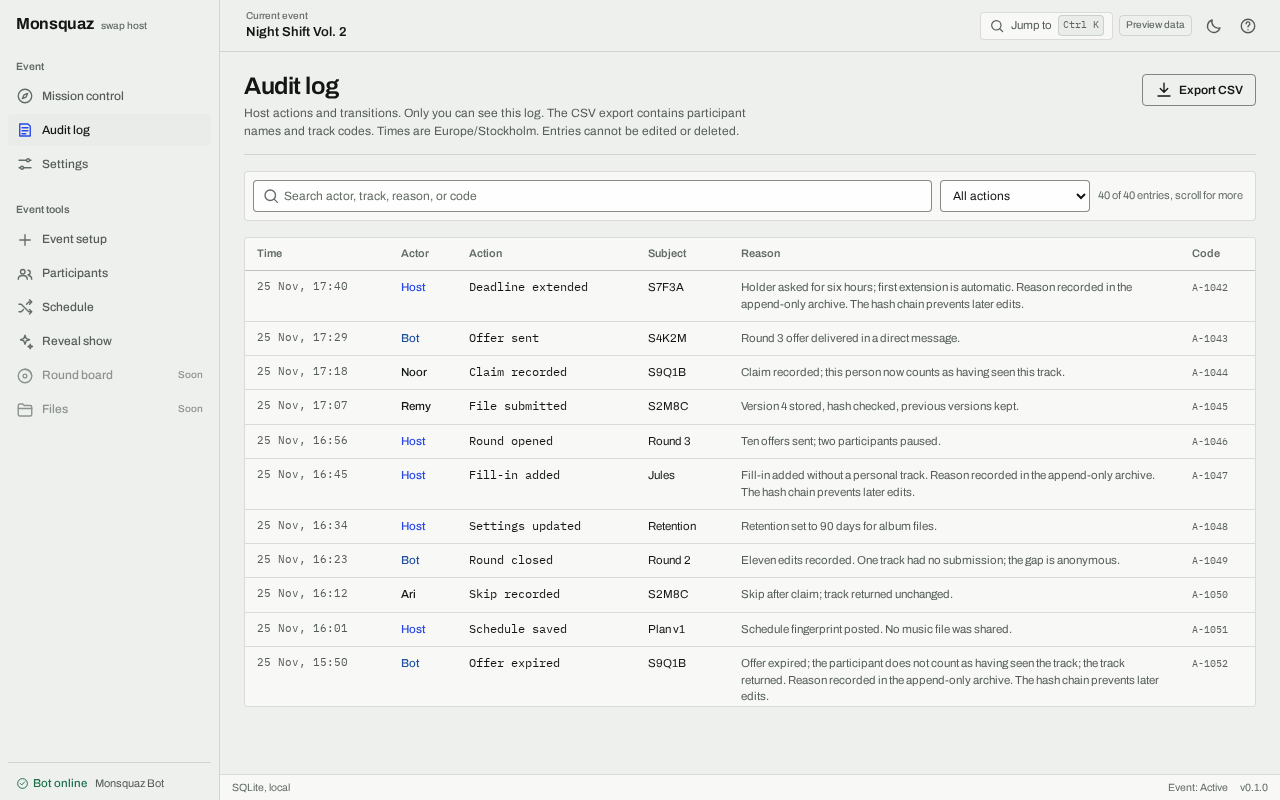 Monsquaz swap host
Event
Mission control
Audit log
Settings
Event tools
Event setup
Participants
Schedule
Reveal show
Round board Soon
Files Soon
Bot online Monsquaz Bot
Current event
Night Shift Vol. 2
Jump to Ctrl K
Preview data
Audit log
Host actions and transitions. Only you can see this log. The CSV export contains participant
names and track codes. Times are Europe/Stockholm. Entries cannot be edited or deleted.
Export CSV
Search actor, track, reason, or code
All actions
40 of 40 entries, scroll for more
Time Actor Action Subject Reason Code
25 Nov, 17:40 Host Deadline extended S7F3A Holder asked for six hours; first extension is automatic. Reason recorded in the A-1042
append-only archive. The hash chain prevents later edits.
25 Nov, 17:29 Bot Offer sent S4K2M Round 3 offer delivered in a direct message. A-1043
25 Nov, 17:18 Noor Claim recorded S9Q1B Claim recorded; this person now counts as having seen this track. A-1044
25 Nov, 17:07 Remy File submitted S2M8C Version 4 stored, hash checked, previous versions kept. A-1045
25 Nov, 16:56 Host Round opened Round 3 Ten offers sent; two participants paused. A-1046
25 Nov, 16:45 Host Fill-in added Jules Fill-in added without a personal track. Reason recorded in the append-only archive. A-1047
The hash chain prevents later edits.
25 Nov, 16:34 Host Settings updated Retention Retention set to 90 days for album files. A-1048
25 Nov, 16:23 Bot Round closed Round 2 Eleven edits recorded. One track had no submission; the gap is anonymous. A-1049
25 Nov, 16:12 Ari Skip recorded S2M8C Skip after claim; track returned unchanged. A-1050
25 Nov, 16:01 Host Schedule saved Plan v1 Schedule fingerprint posted. No music file was shared. A-1051
25 Nov, 15:50 Bot Offer expired S9Q1B Offer expired; the participant does not count as having seen the track; the track A-1052
returned. Reason recorded in the append-only archive. The hash chain prevents later
edits.
SQLite, local
Event: Active v0.1.0